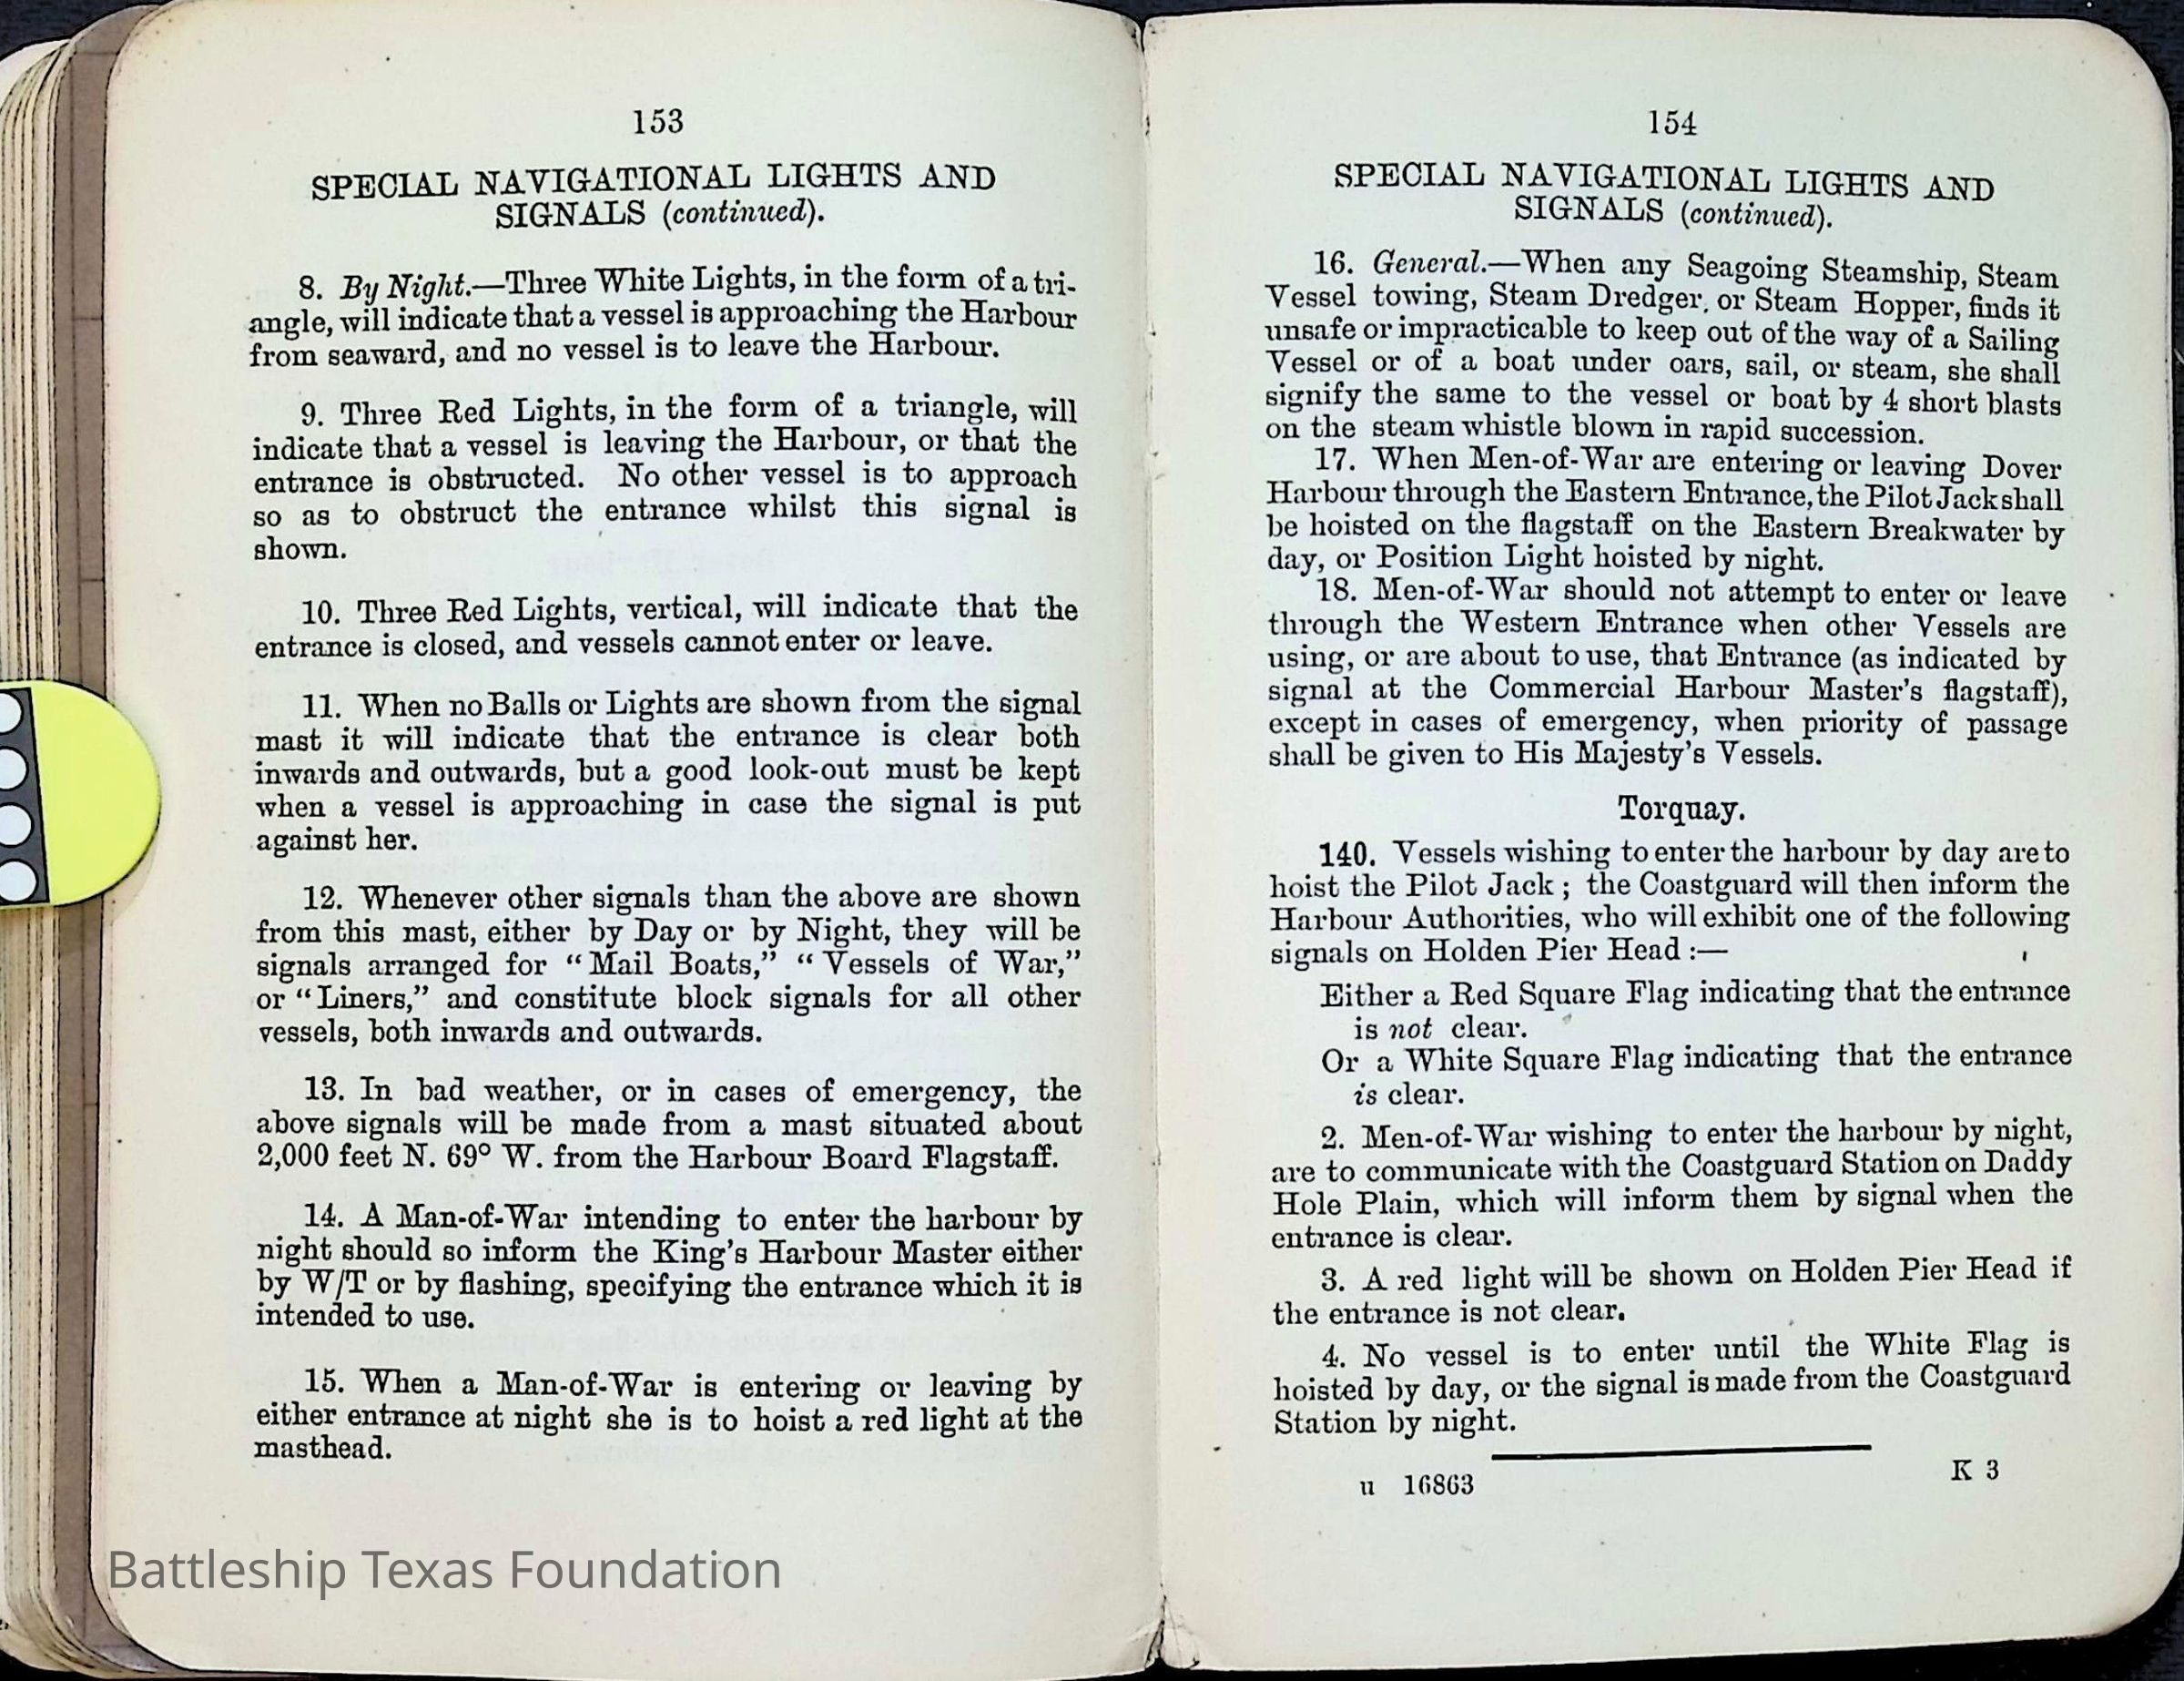 153
SPECIAL NAVIGATIONAL LIGHTS AND
SIGNALS (continued).
8. By Night.—Three White Lights, in the form of a tri-
angle, will indicate that a vessel is approaching the Harbour
from seaward, and no vessel is to leave the Harbour.
9. Three Red Lights, in the form of a triangle, will
indicate that a vessel is leaving the Harbour, or that the
entrance is obstructed. No other vessel is to approach
so as to obstruct the entrance whilst this signal is
shown.
10. Three Red Lights, vertical, will indicate that the
entrance is closed, and vessels cannot enter or leave.
11. When no Balls or Lights are shown from the signal
mast it will indicate that the entrance is clear both
inwards and outwards, but a good look-out must be kept
when a vessel is approaching in case the signal is put
against her.
12. Whenever other signals than the above are shown
from this mast, either by Day or by Night, they will be
signals arranged for "Mail Boats," "Vessels of War,"
or "Liners," and constitute block signals for all other
vessels, both inwards and outwards.
13. In bad weather, or in cases of emergency, the
above signals will be made from a mast situated about
2,000 feet N. 69° W. from the Harbour Board Flagstaff.
14. A Man-of-War intending to enter the harbour by
night should so inform the King's Harbour Master either
by W/T or by flashing, specifying the entrance which it is
intended to use.
15. When a Man-of-War is entering or leaving by
either entrance at night she is to hoist a red light at the
masthead.
154
SPECIAL NAVIGATIONAL LIGHTS AND
SIGNALS (continued).
16. General.—When any Seagoing Steamship, Steam
Vessel towing, Steam Dredger, or Steam Hopper, finds it
unsafe or impracticable to keep out of the way of a Sailing
Vessel or of a boat under oars, sail, or steam, she shall
signify the same to the vessel or boat by 4 short blasts
on the steam whistle blown in rapid succession.
17. When Men-of-War are entering or leaving Dover
Harbour through the Eastern Entrance, the Pilot Jack shall
be hoisted on the flagstaff on the Eastern Breakwater by
day, or Position Light hoisted by night.
18. Men-of-War should not attempt to enter or leave
through the Western Entrance when other Vessels are
using, or are about to use, that Entrance (as indicated by
signal at the Commercial Harbour Master's flagstaff),
except in cases of emergency, when priority of passage
shall be given to His Majesty's Vessels.
Torquay.
140. Vessels wishing to enter the harbour by day are to
hoist the Pilot Jack ; the Coastguard will then inform the
Harbour Authorities, who will exhibit one of the following
signals on Holden Pier Head :—
Either a Red Square Flag indicating that the entrance
is not clear.
Or a White Square Flag indicating that the entrance
is clear.
2. Men-of-War wishing to enter the harbour by night,
are to communicate with the Coastguard Station on Daddy
Hole Plain, which will inform them by signal when the
entrance is clear.
3. A red light will be shown on Holden Pier Head if
the entrance is not clear.
4. No vessel is to enter until the White Flag is
hoisted by day, or the signal is made from the Coastguard
Station by night.
u 16863
K 3
Battleship Texas Foundation